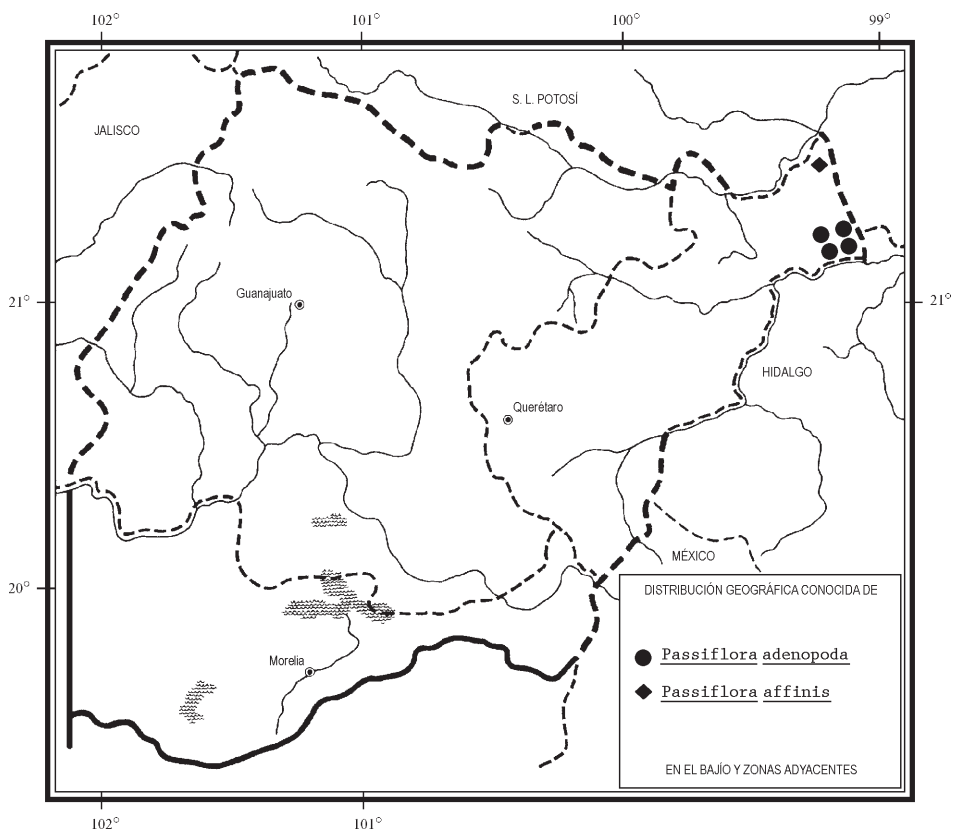 102°
101°
100°
99°
S. L. POTOSÍ
JALISCO
Guanajuato
21°
21°
HIDALGO
Querétaro
MÉXICO
20°
DISTRIBUCIÓN GEOGRÁFICA CONOCIDA DE
Passiflora adenopoda
Morelia
Passiflora affinis
EN EL BAJÍO Y ZONAS ADYACENTES
102°
101°